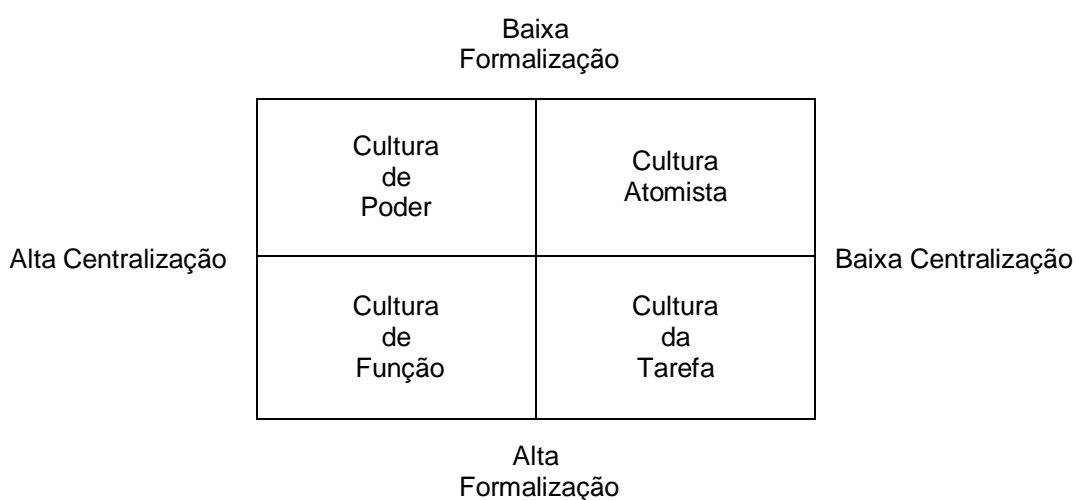 Baixa
Formalização
Cultura
de
Poder
Cultura
Atomista
Alta Centralização
Baixa Centralização
Cultura
de
Função
Cultura
da
Tarefa
Alta
Formalização